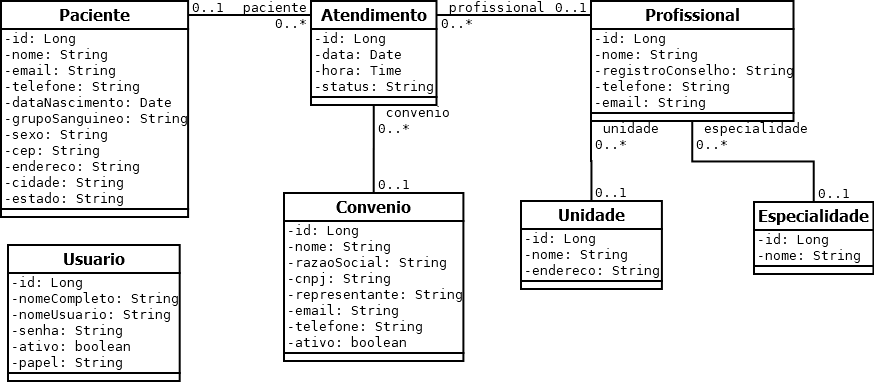 Paciente
-id: Long
-nome: String
-email: String
-telefone: String
-dataNascimento: Date
-grupoSanguineo: String
-sexo: String
-cep: String
-endereco: String
-cidade: String
-estado: String
0..1 paciente
0..*
Atendimento
-id: Long
-data: Date
-hora: Time
-status: String
profissional 0..1
0..*
Profissional
-id: Long
-nome: String
-registroConselho: String
-telefone: String
-email: String
convenio
0..*
0..1
unidade
0..*
0..1
especialidade
0..*
0..1
Convenio
-id: Long
-nome: String
-razaoSocial: String
-cnpj: String
-representante: String
-email: String
-telefone: String
-ativo: boolean
Unidade
-id: Long
-nome: String
-endereco: String
Especialidade
-id: Long
-nome: String
Usuario
-id: Long
-nomeCompleto: String
-nomeUsuario: String
-senha: String
-ativo: boolean
-papel: String